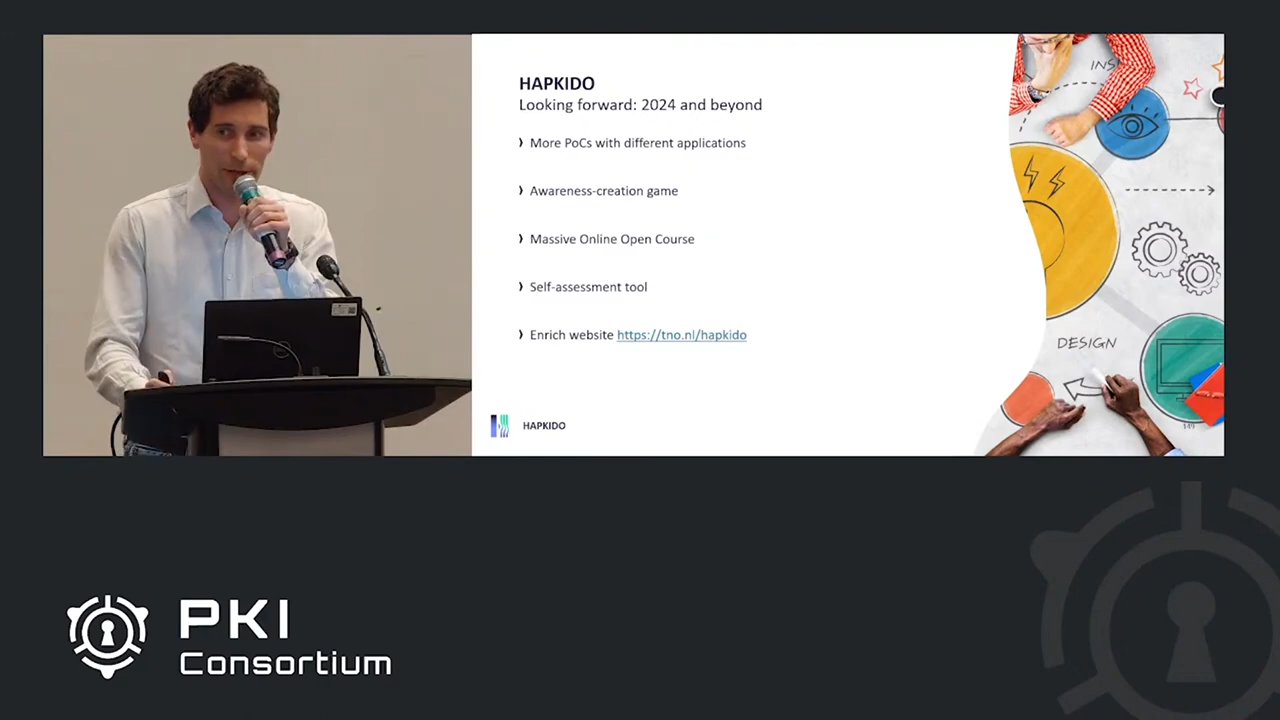 HAPKIDO
Looking forward: 2024 and beyond
❯ More PoCs with different applications
❯ Awareness-creation game
❯ Massive Online Open Course
❯ Self-assessment tool
❯ Enrich website https://tno.nl/hapkido
HAPKIDO
DESIGN
149
PKI
Consortium